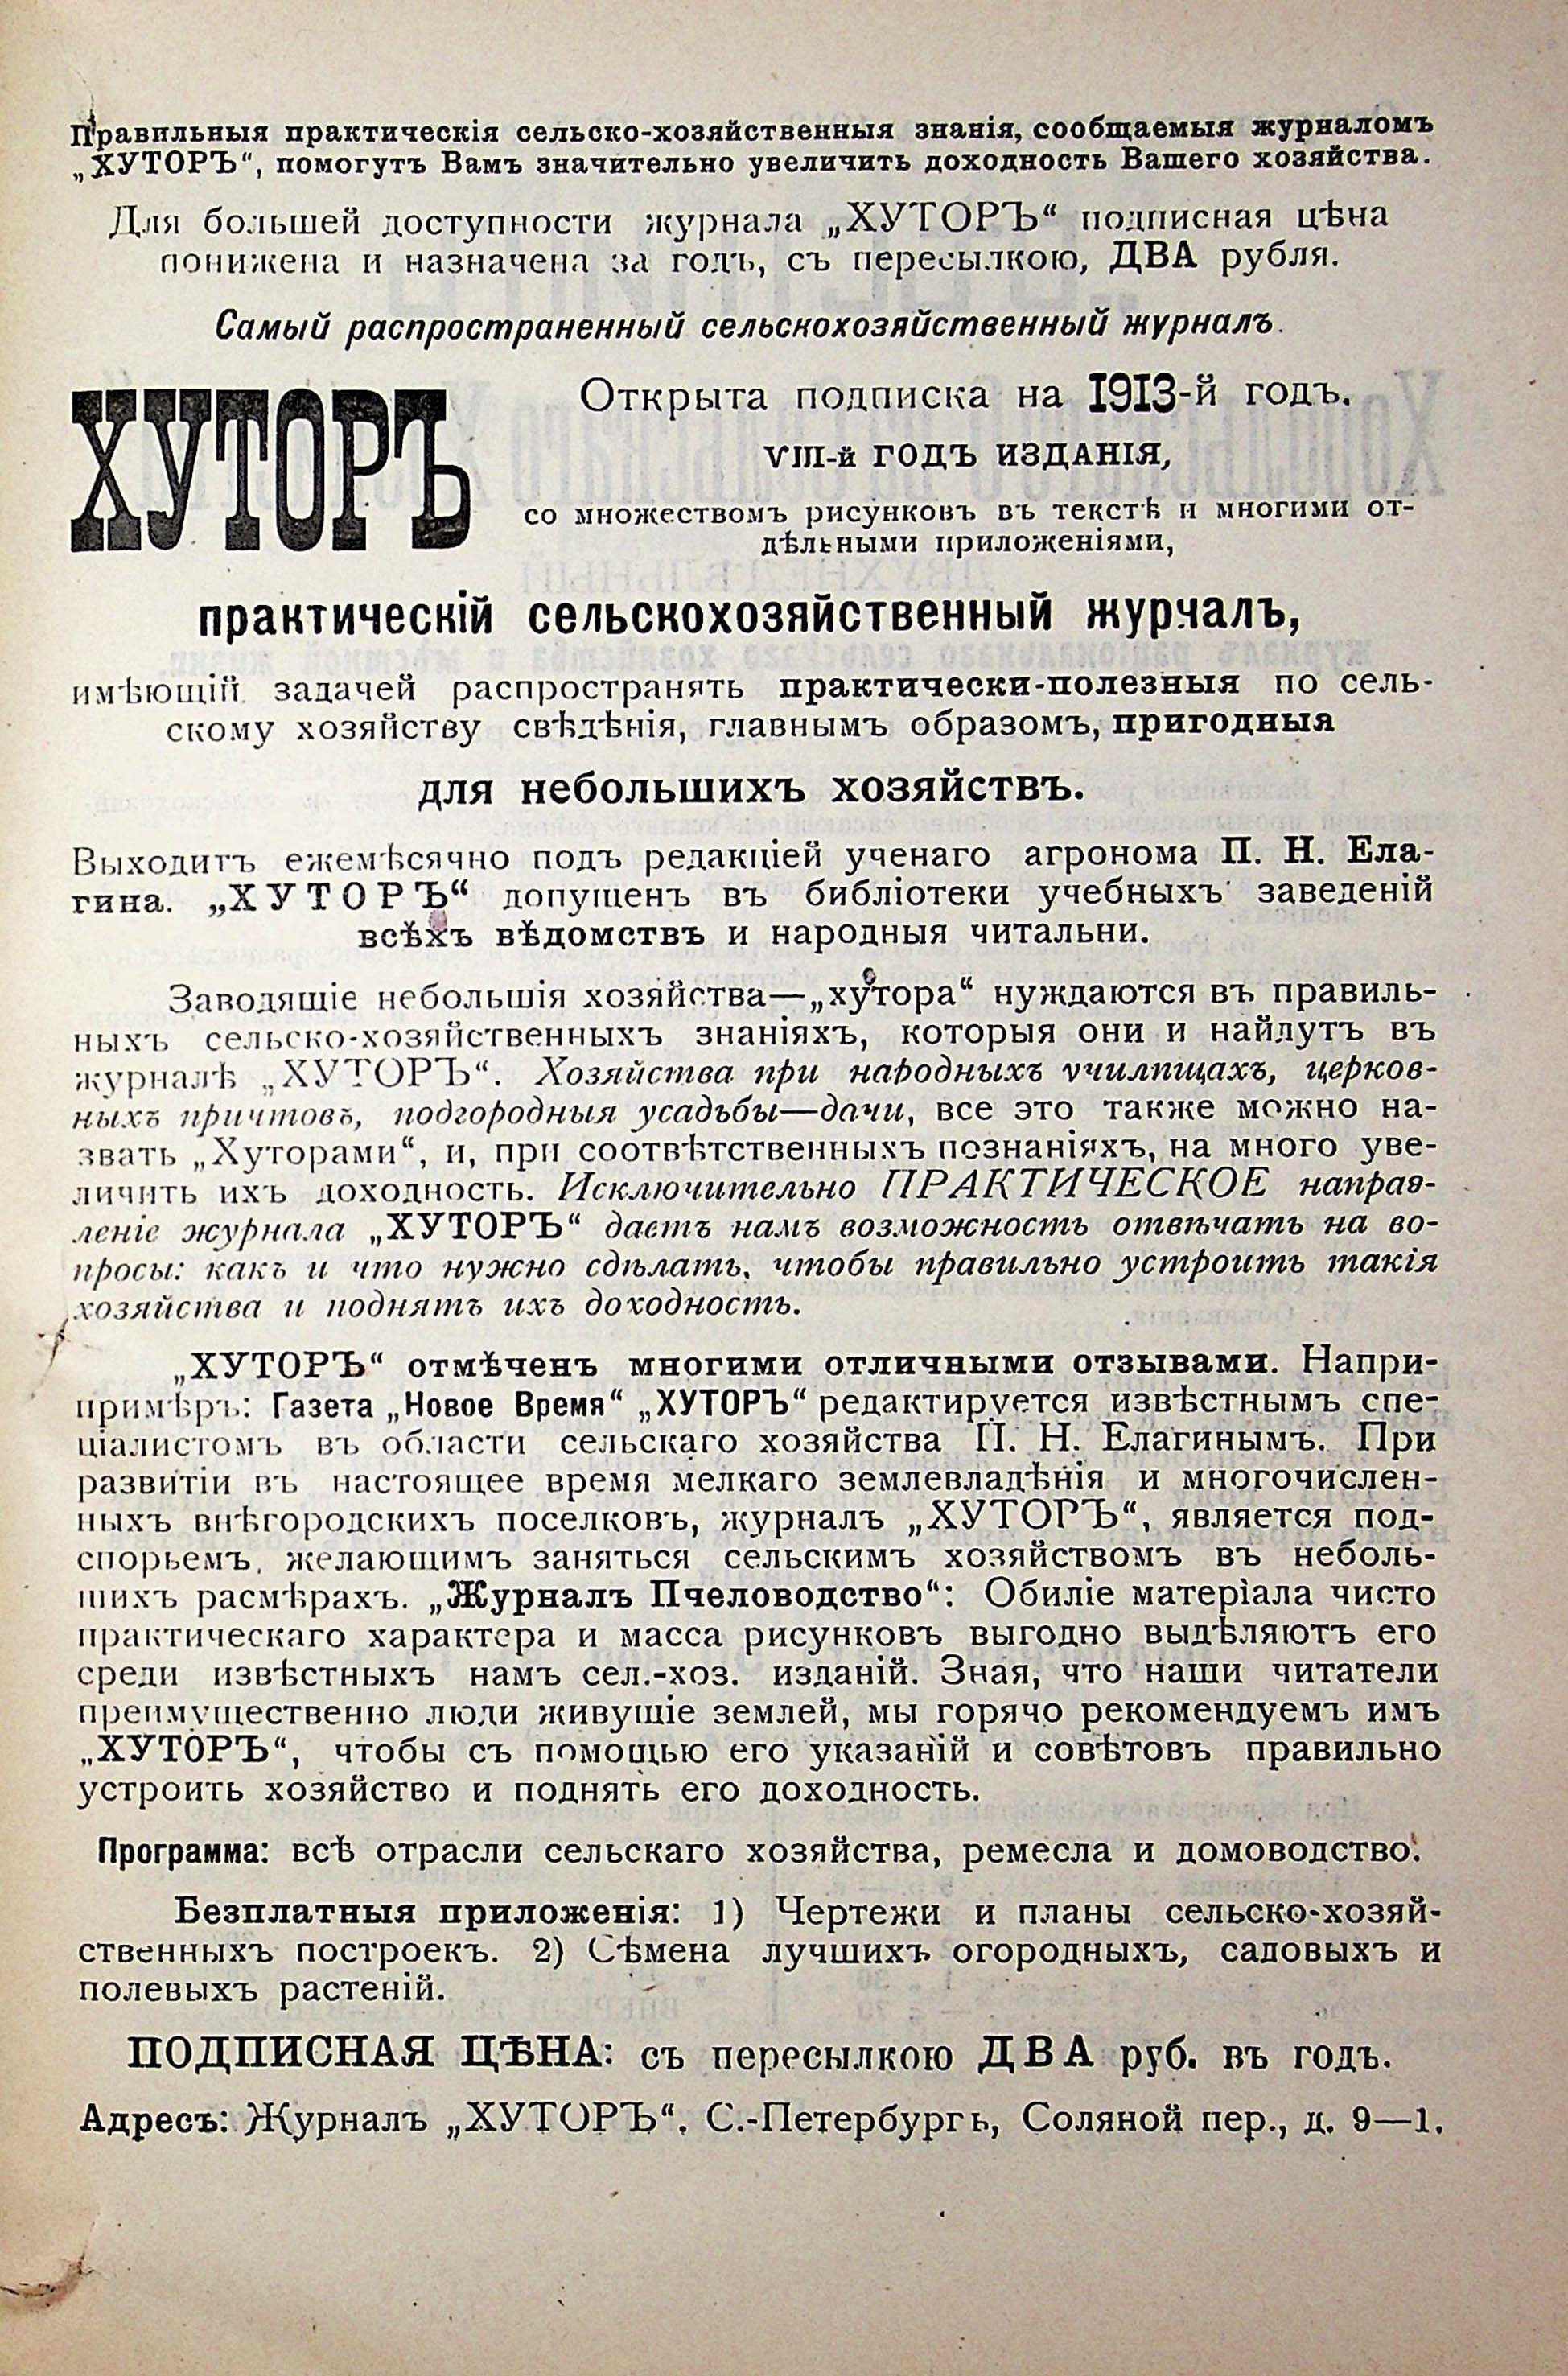 Правильныя практическія сельско-хозяйственныя знанія, сообщаемыя журналомъ
„ХУТОРЪ“, помогутъ Вамъ значительно увеличить доходность Вашего хозяйства.
Для большей доступности журнала „ХУТОРЪ“ подписная цѣна
понижена и назначена за годъ, съ пересылкою, ДВА рубля.
Самый распространенный сельскохозяйственный журналъ.
ХУТОРЪ
Открыта подписка на 1913-й годъ.
VIII-й ГОДЪ ИЗДАНІЯ,
со множествомъ рисунковъ въ текстѣ и многими от-
дѣльными приложеніями,
практическій сельскохозяйственный журналъ,
имѣющій задачей распространять практически-полезныя по сель-
скому хозяйству свѣдѣнія, главнымъ образомъ, пригодныя
для небольшихъ хозяйствъ.
Выходитъ ежемѣсячно подъ редакціей ученаго агронома П. Н. Ела-
гина. „ХУТОРЪ“ допущенъ въ библіотеки учебныхъ заведеній
всѣхъ вѣдомствъ и народныя читальни.
Заводящіе небольшія хозяйства—„хутора“ нуждаются въ правиль-
ныхъ сельско-хозяйственныхъ знаніяхъ, которыя они и найдутъ въ
журналѣ „ХУТОРЪ“. Хозяйства при народныхъ училищахъ, церков-
ныхъ причтовъ, подгородныя усадьбы—дачи, все это также можно на-
звать „Хуторами“, и, при соотвѣтственныхъ познаніяхъ, на много уве-
личить ихъ доходность. Исключительно ПРАКТИЧЕСКОЕ направ-
леніе журнала „ХУТОРЪ“ даетъ намъ возможность отвѣчать на во-
просы: какъ и что нужно сдѣлать, чтобы правильно устроить такія
хозяйства и поднять ихъ доходность.
„ХУТОРЪ“ отмѣченъ многими отличными отзывами. Напри-
примѣръ: Газета „Новое Время“ „ХУТОРЪ“ редактируется извѣстнымъ спе-
ціалистомъ въ области сельскаго хозяйства П. Н. Елагинымъ. При
развитіи въ настоящее время мелкаго землевладѣнія и многочислен-
ныхъ внѣгородскихъ поселковъ, журналъ „ХУТОРЪ“, является под-
спорьемъ, желающимъ заняться сельскимъ хозяйствомъ въ неболь-
шихъ расмѣрахъ. „Журналъ Пчеловодство“: Обиліе матеріала чисто
практическаго характера и масса рисунковъ выгодно выдѣляютъ его
среди извѣстныхъ намъ сел.-хоз. изданій. Зная, что наши читатели
преимущественно люди живущіе землей, мы горячо рекомендуемъ имъ
„ХУТОРЪ“, чтобы съ помощью его указаній и совѣтовъ правильно
устроить хозяйство и поднять его доходность.
Программа: всѣ отрасли сельскаго хозяйства, ремесла и домоводство.
Безплатныя приложенія: 1) Чертежи и планы сельско-хозяй-
ственныхъ построекъ. 2) Сѣмена лучшихъ огородныхъ, садовыхъ и
полевыхъ растеній.
ПОДПИСНАЯ ЦѢНА: съ пересылкою ДВА руб. въ годъ.
Адресъ: Журналъ „ХУТОРЪ“. С.-Петербургъ, Соляной пер., д. 9—1.